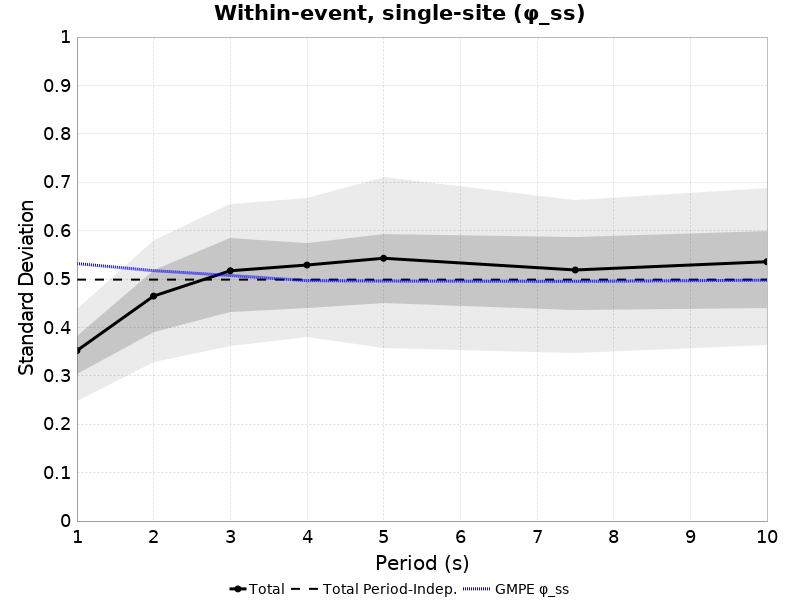 Within-event, single-site (φ_ss)
1
0.9
0.8
0.7
0.6
0.5
0.4
0.3
0.2
0.1
0
Standard Deviation
1 2 3 4 5 6 7 8 9 10
Period (s)
Total Total Period-Indep. GMPE φ_ss